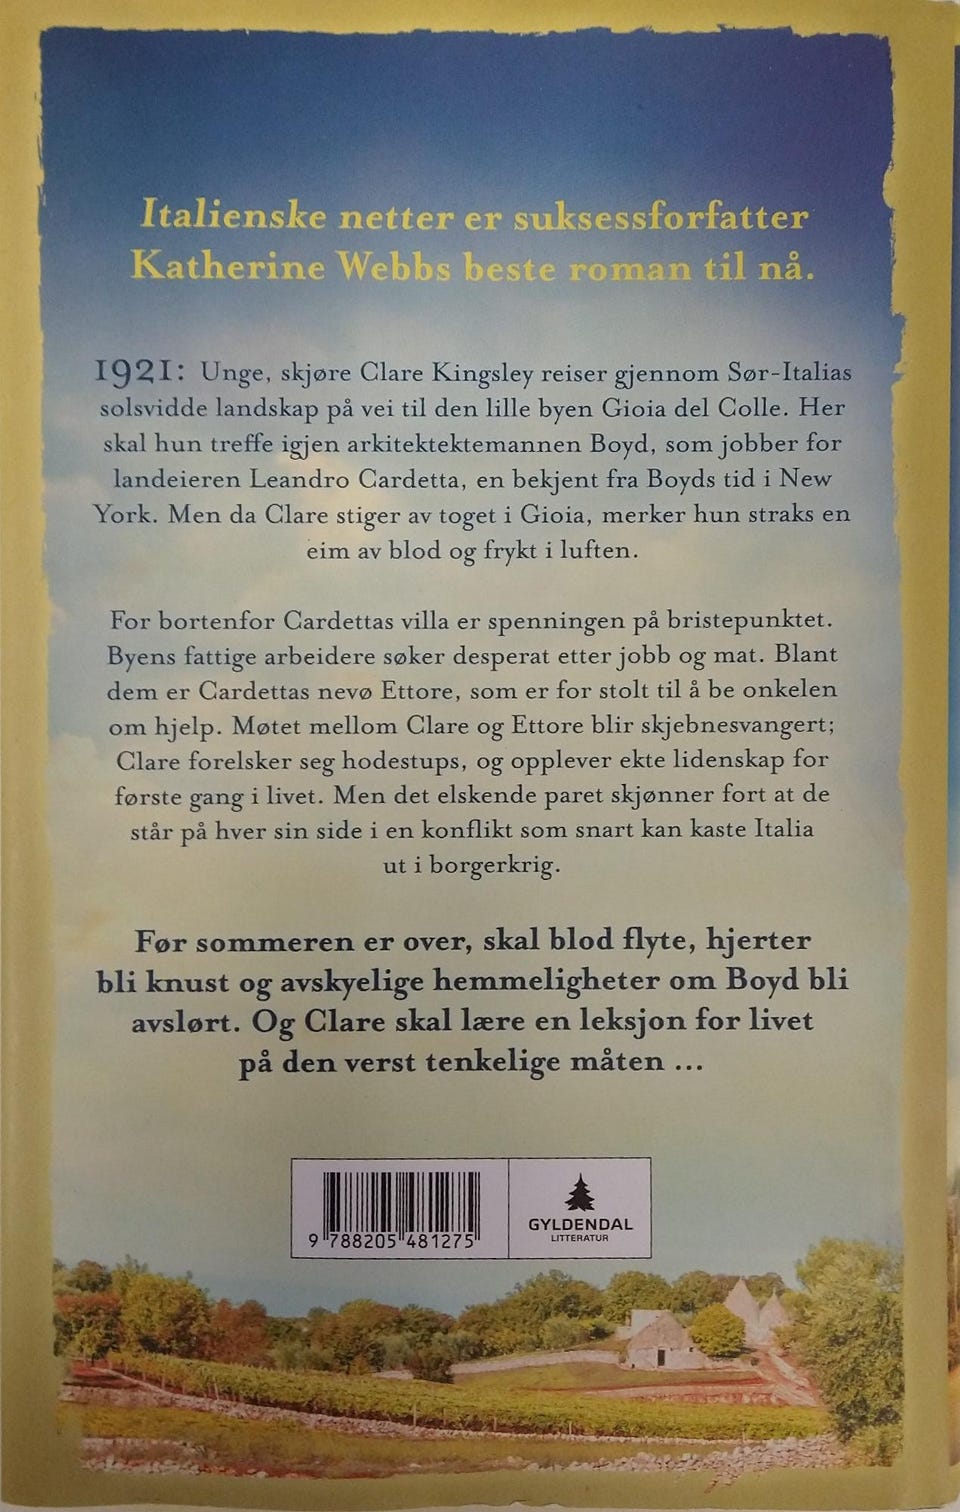 Italienske netter er suksessforfatter
Katherine Webbs beste roman til nå.
1921: Unge, skjøre Clare Kingsley reiser gjennom Sør-Italias
solsvidde landskap på vei til den lille byen Gioia del Colle. Her
skal hun treffe igjen arkitektektemannen Boyd, som jobber for
landeieren Leandro Cardetta, en bekjent fra Boyds tid i New
York. Men da Clare stiger av toget i Gioia, merker hun straks en
eim av blod og frykt i luften.
For bortenfor Cardettas villa er spenningen på bristepunktet.
Byens fattige arbeidere søker desperat etter jobb og mat. Blant
dem er Cardettas nevø Ettore, som er for stolt til å be onkelen
om hjelp. Møtet mellom Clare og Ettore blir skjebnesvangert;
Clare forelsker seg hodestups, og opplever ekte lidenskap for
første gang i livet. Men det elskende paret skjønner fort at de
står på hver sin side i en konflikt som snart kan kaste Italia
ut i borgerkrig.
Før sommeren er over, skal blod flyte, hjerter
bli knust og avskyelige hemmeligheter om Boyd bli
avslørt. Og Clare skal lære en leksjon for livet
på den verst tenkelige måten ...
9 788205 481275
GYLDENDAL
LITTERATUR